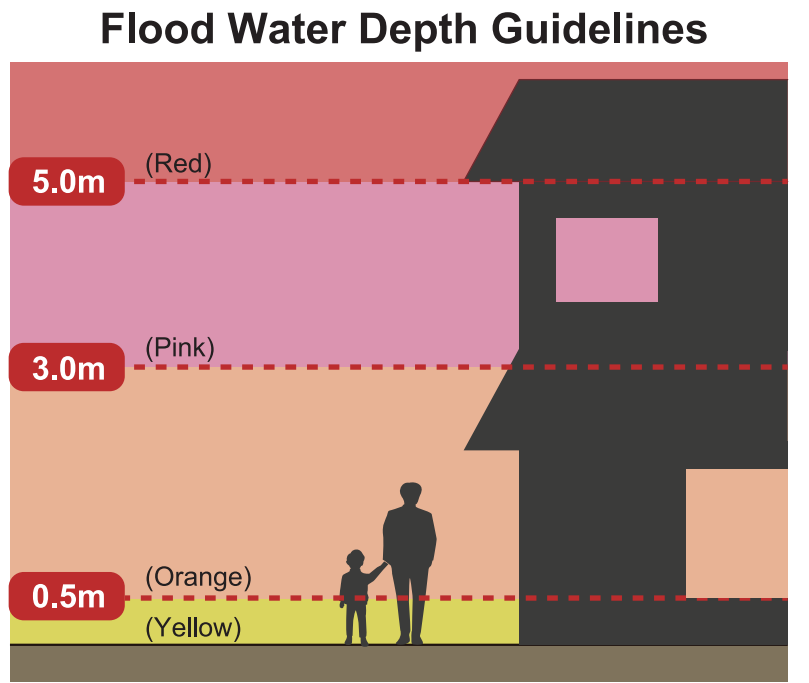 Flood Water Depth Guidelines
(Red)
5.0m
(Pink)
3.0m
(Orange)
0.5m
(Yellow)